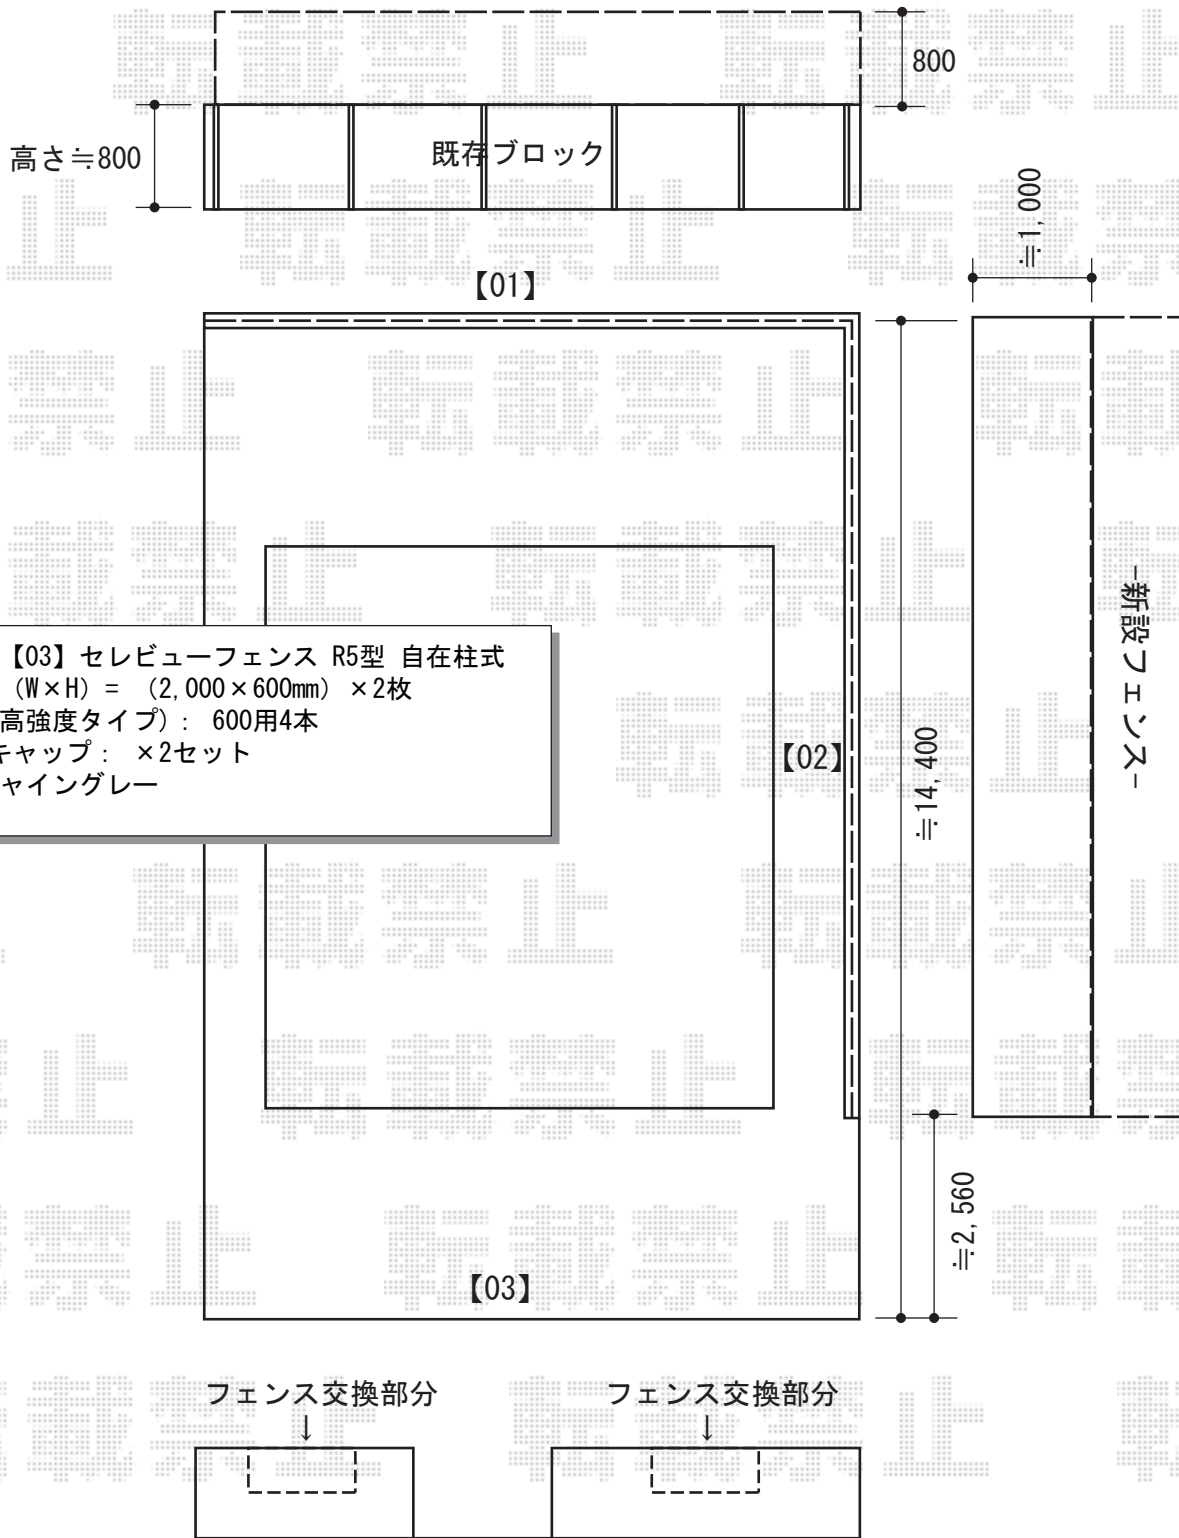 800
高さ≒800
既存ブロック
≒1,000
【01】
-新設フェンス-
【03】セレビューフェンス R5型 自在柱式
(W×H) = (2,000×600mm) ×2枚
高強度タイプ): 600用4本
キャップ: ×2セット
ャイングレー
【02】
≒14,400
≒2,560
【03】
フェンス交換部分
フェンス交換部分
↓
↓
転載禁止